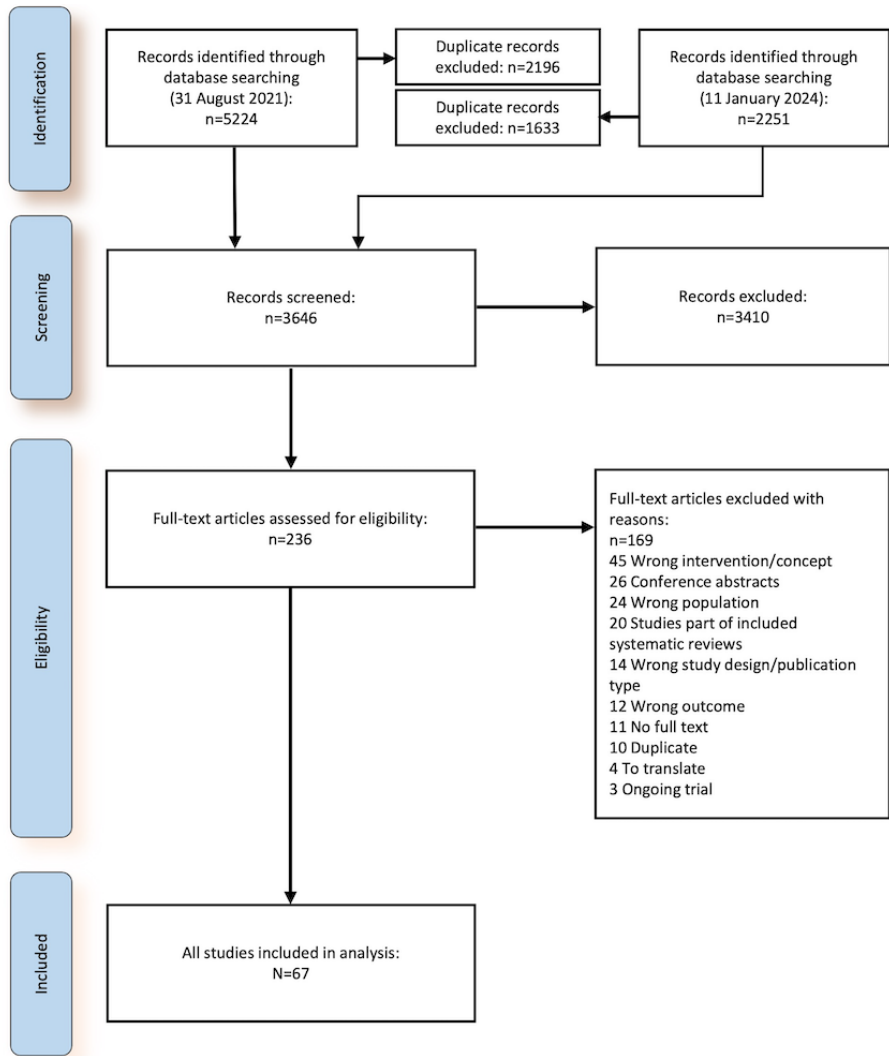 Identification
Records identified through
database searching
(31 August 2021):
n=5224
Duplicate records
excluded: n=2196
Duplicate records
excluded: n=1633
Records identified through
database searching
(11 January 2024):
n=2251
Screening
Records screened:
n=3646
Records excluded:
n=3410
Eligibility
Full-text articles assessed for eligibility:
n=236
Full-text articles excluded with
reasons:
n=169
45 Wrong intervention/concept
26 Conference abstracts
24 Wrong population
20 Studies part of included
systematic reviews
14 Wrong study design/publication
type
12 Wrong outcome
11 No full text
10 Duplicate
4 To translate
3 Ongoing trial
Included
All studies included in analysis:
N=67